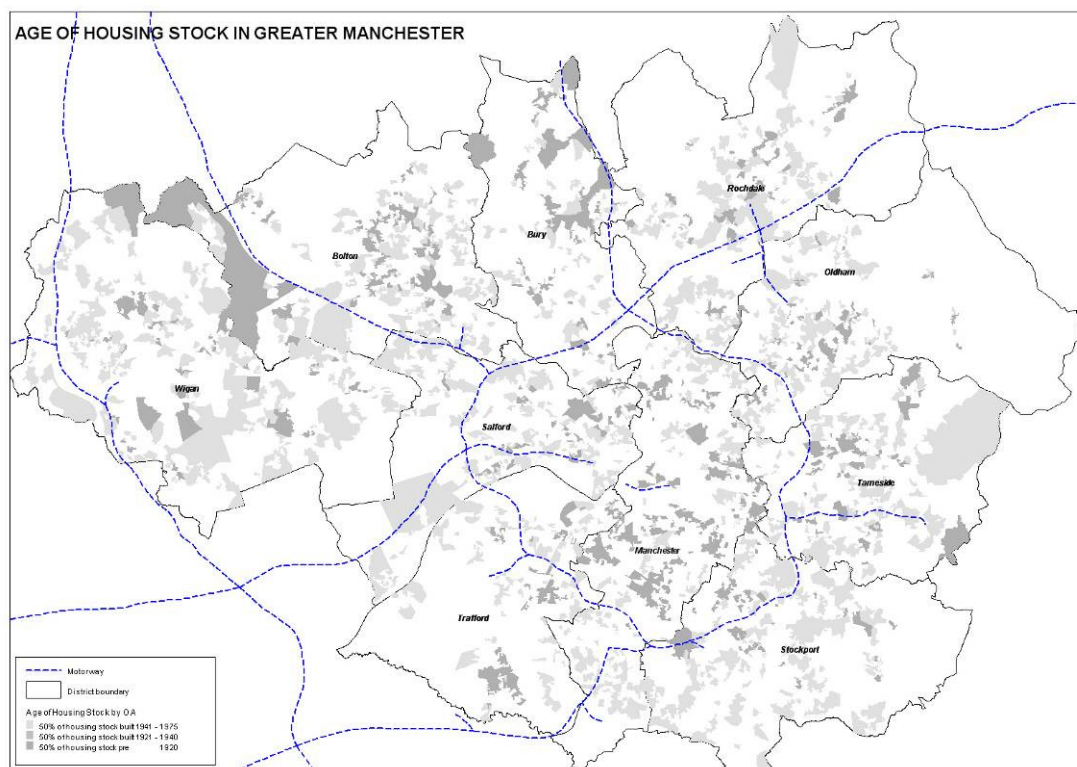 AGE OF HOUSING STOCK IN GREATER MANCHESTER
Rochdale
Bury
Bolton
Oldham
Wigan
Salford
Tameside
Manchester
Trafford
Stockport
Motorway
District boundary
Age of Housing Stock by OA
50% of housing stock built 1941 - 1975
50% of housing stock built 1921 - 1940
50% of housing stock pre 1920